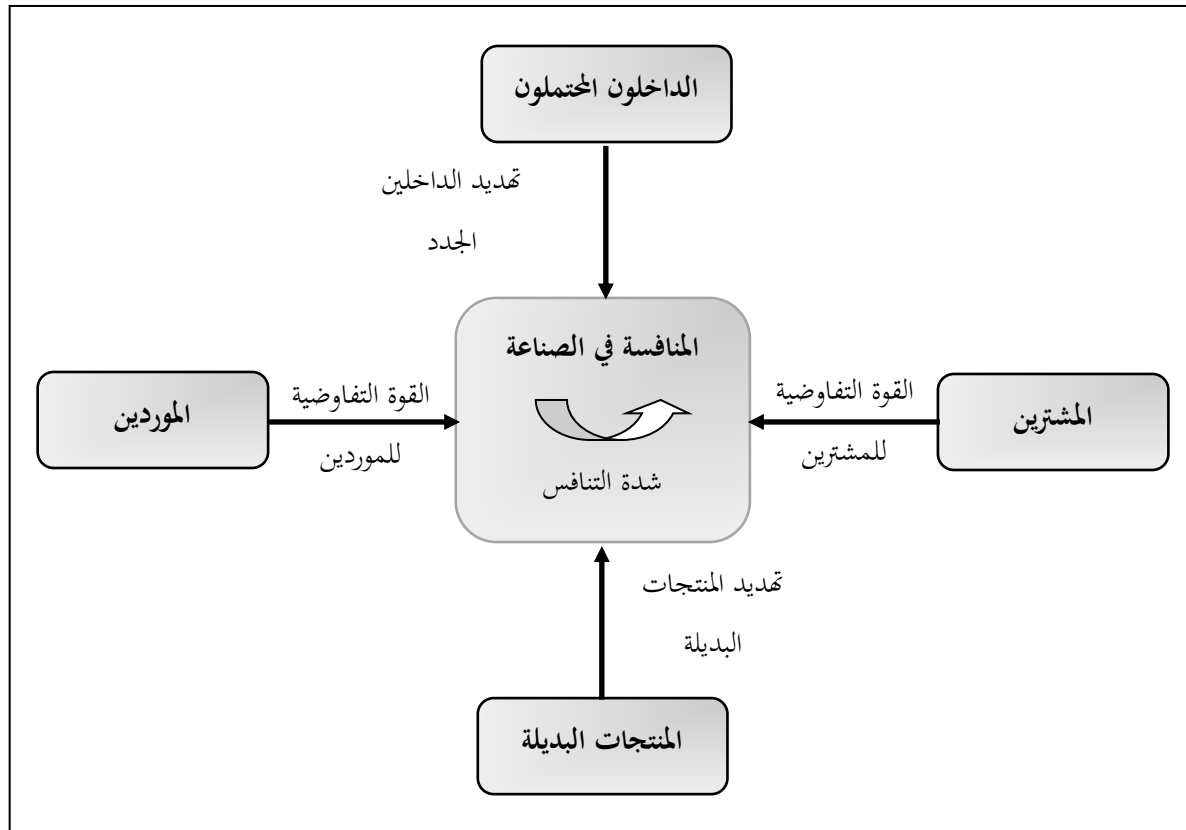 الداخلون المحتملون
تهديد الداخلين
الجدد
المنافسة في الصناعة
شدة التنافس
المشترين
القوة التفاوضية
للمشترين
القوة التفاوضية
للموردين
الموردين
تهديد المنتجات
البديلة
المنتجات البديلة